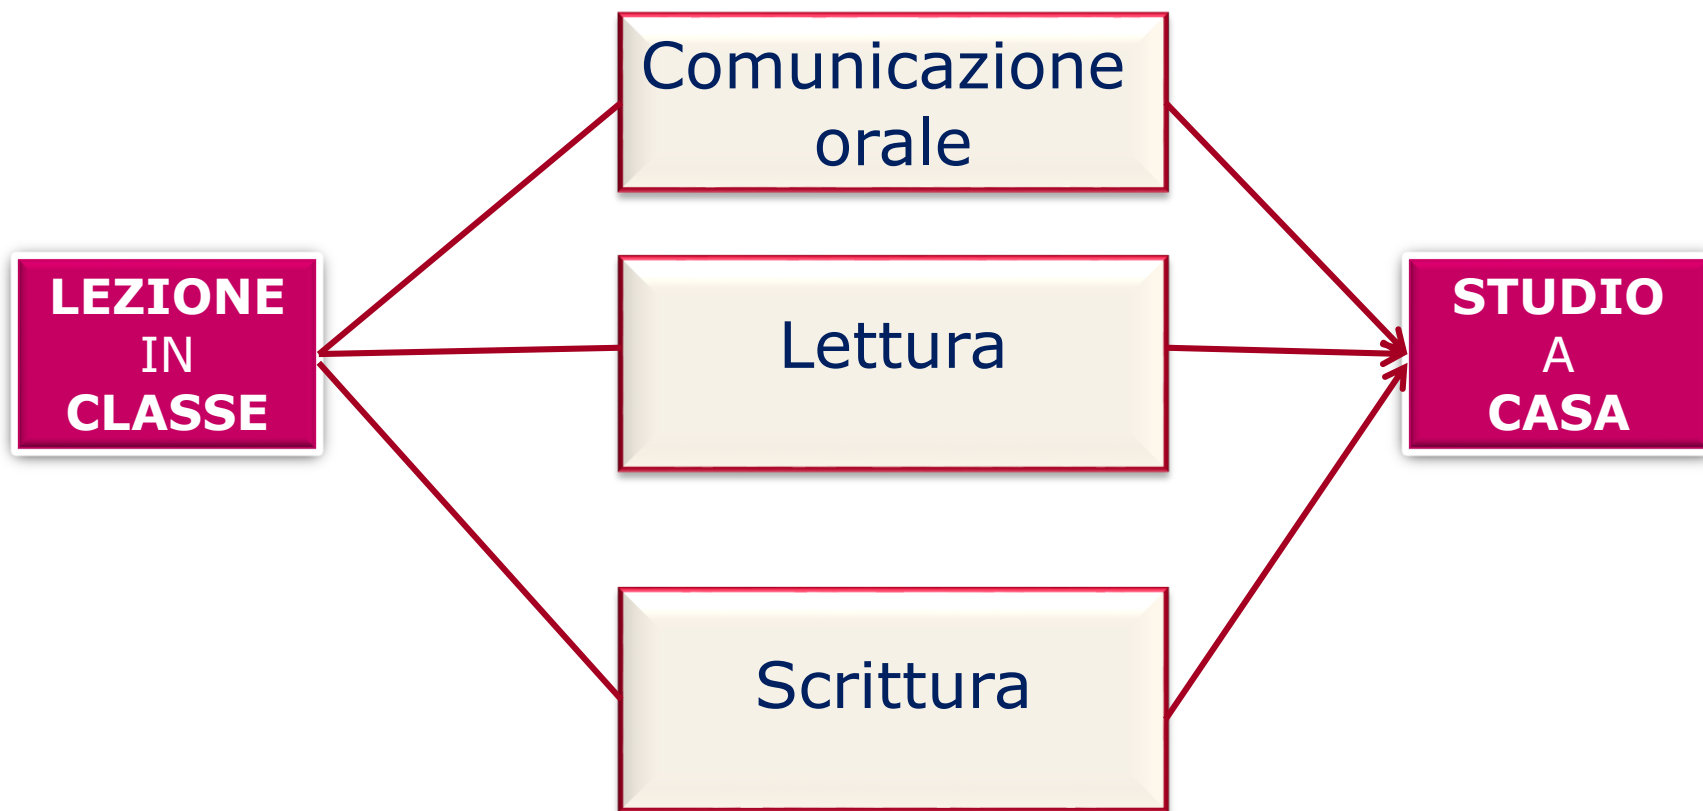 Comunicazione
orale
LEZIONE
IN
CLASSE
Lettura
STUDIO
A
CASA
Scrittura